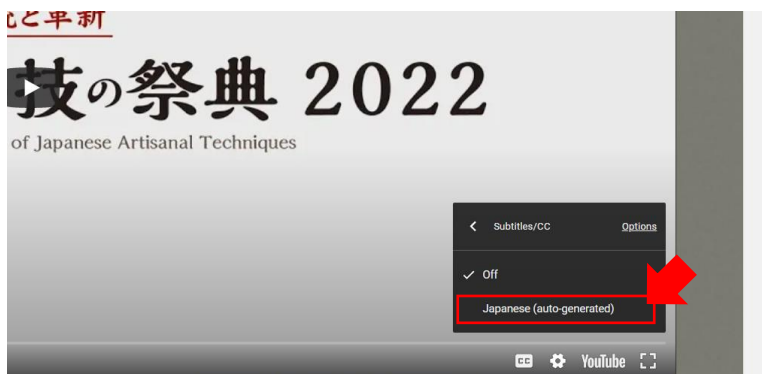 と革新
技の祭典 2022
of Japanese Artisanal Techniques
Subtitles/CC Options
Off
Japanese (auto-generated)
CC YouTube